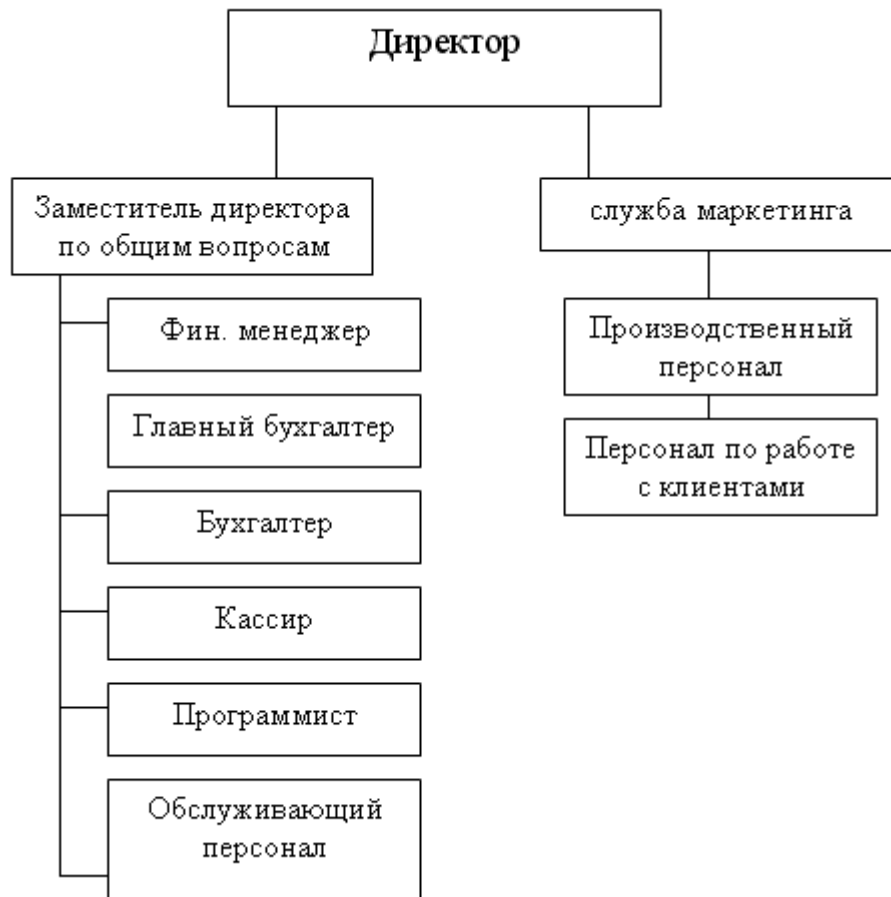 Директор
Заместитель директора
по общим вопросам
служба маркетинга
Фин. менеджер
Главный бухгалтер
Бухгалтер
Кассир
Программист
Обслуживающий
персонал
Производственный
персонал
Персонал по работе
с клиентами